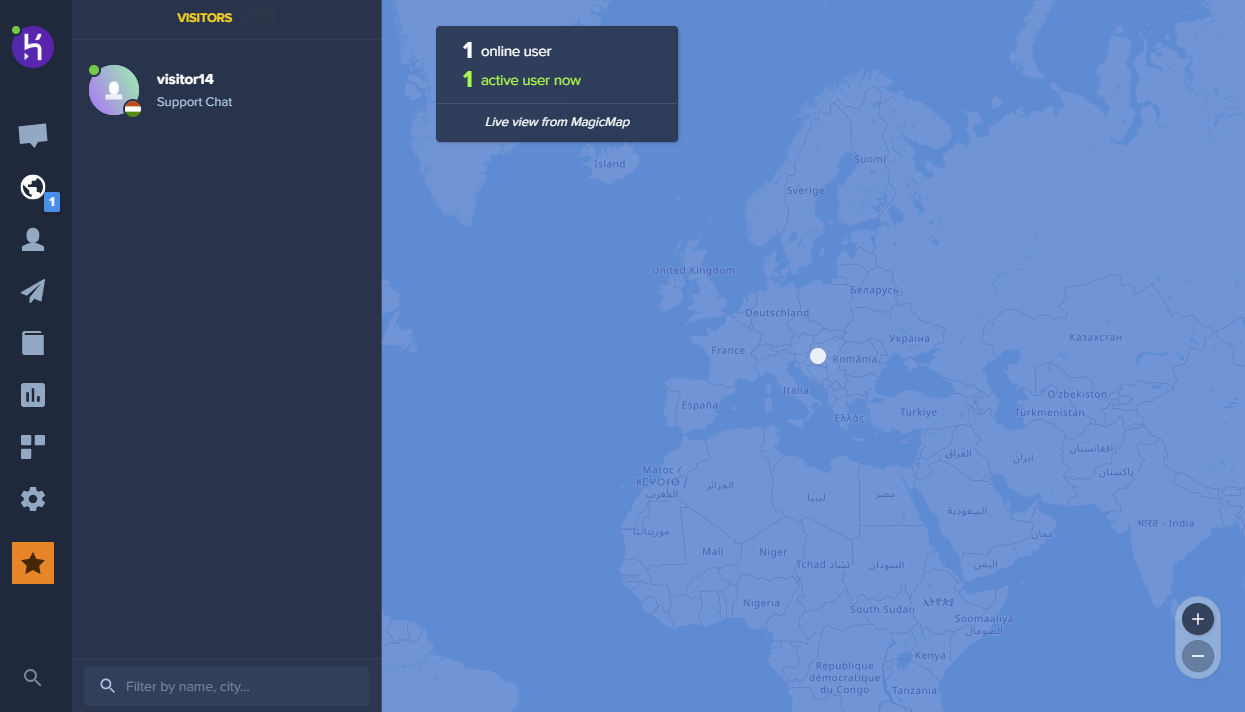 VISITORS
visitor14
Support Chat
1
Filter by name, city...
1 online user
1 active user now
Live view from MagicMap
Ísland
Suomi
Sverige
United Kingdom
Беларусь
Deutschland
Україна
Казахстан
France
România
Italia
O'zbekiston
España
Ελλάς
Türkiye
Türkmenistan
العراق
ایران
افغانستان
پاکستان
Maroc /
ⵍⵎⵖⵔⵉⴱ /
المغرب
الجزائر
ليبيا
مصر
السعودية
भारत - India
موريتانيا
عمان
Mali
Niger
Tchad تشاد
السودان
اليمن
Nigeria
South Sudan
ኢትዮጵያ
Soomaaliya
الصومال
Kenya
République
démocratique
du Congo
Tanzania